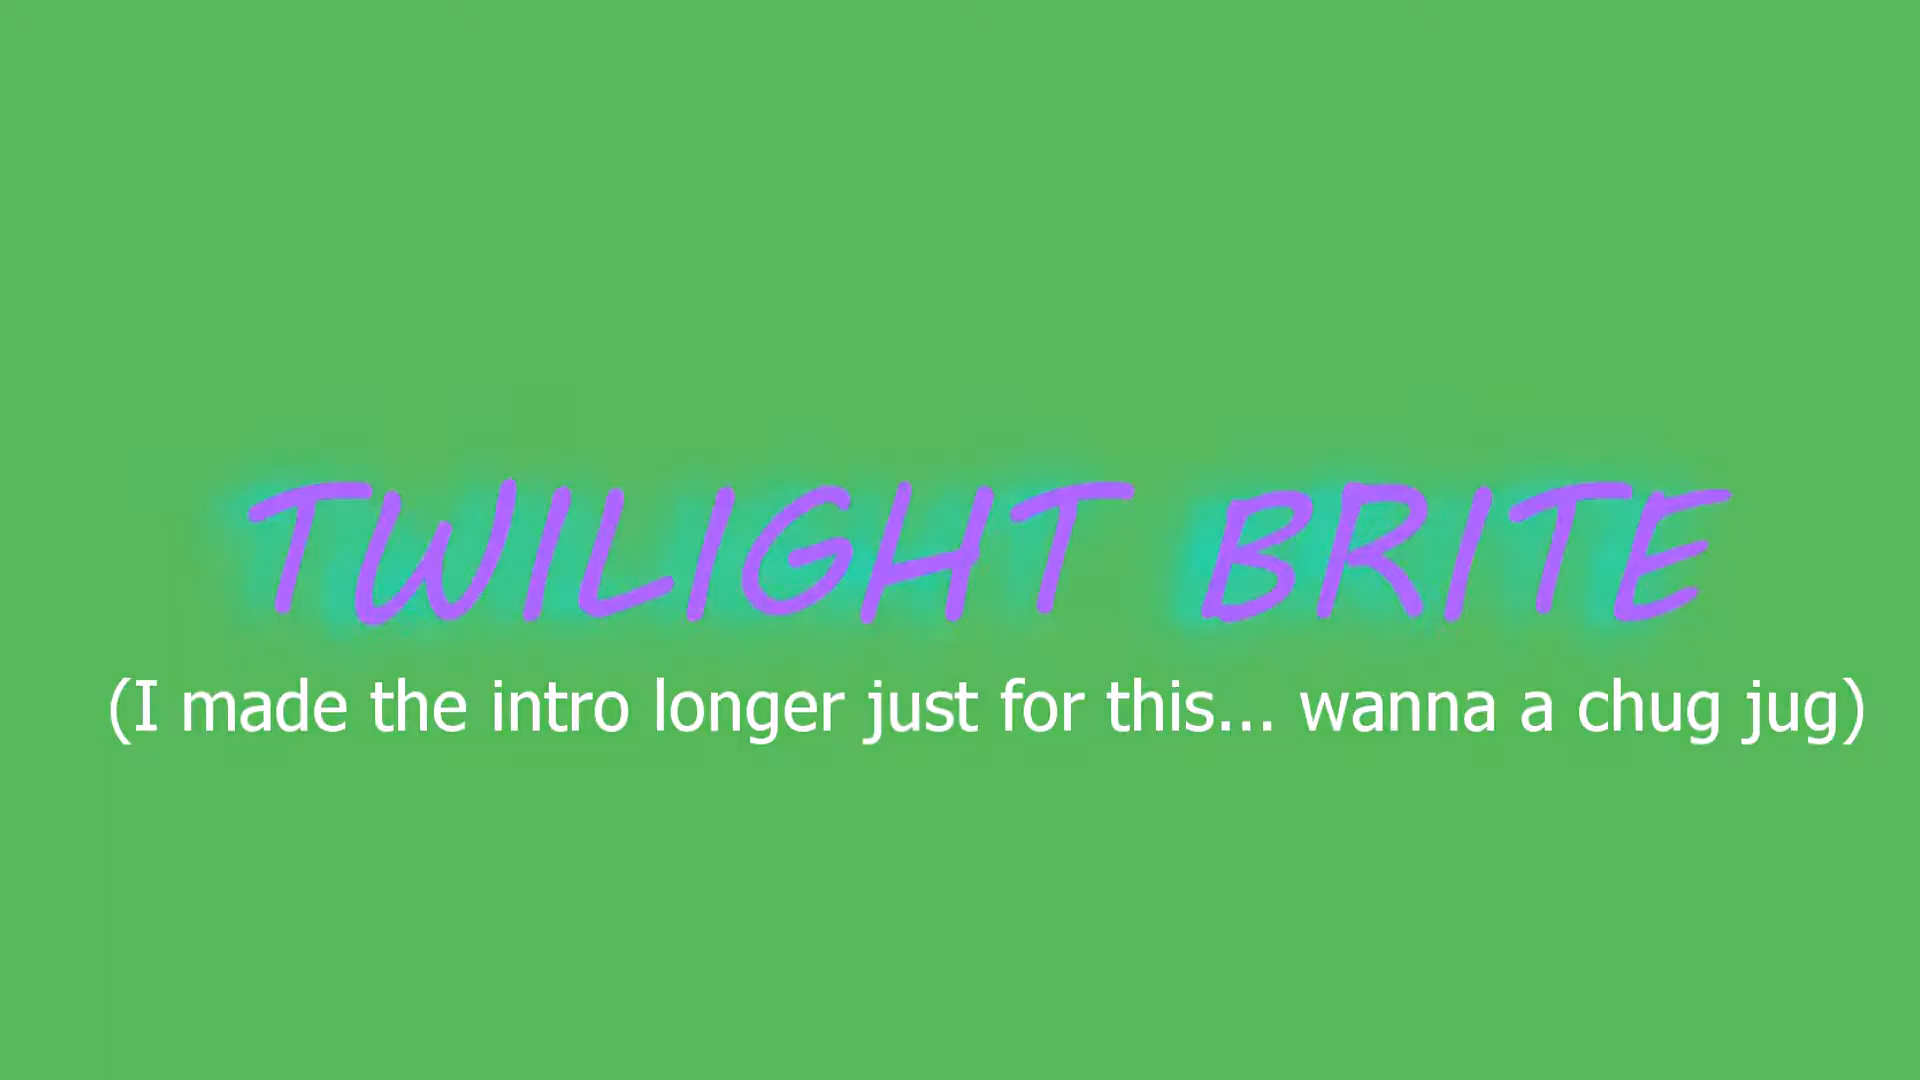 TWILIGHT BRITE
(I made the intro longer just for this... wanna a chug jug)